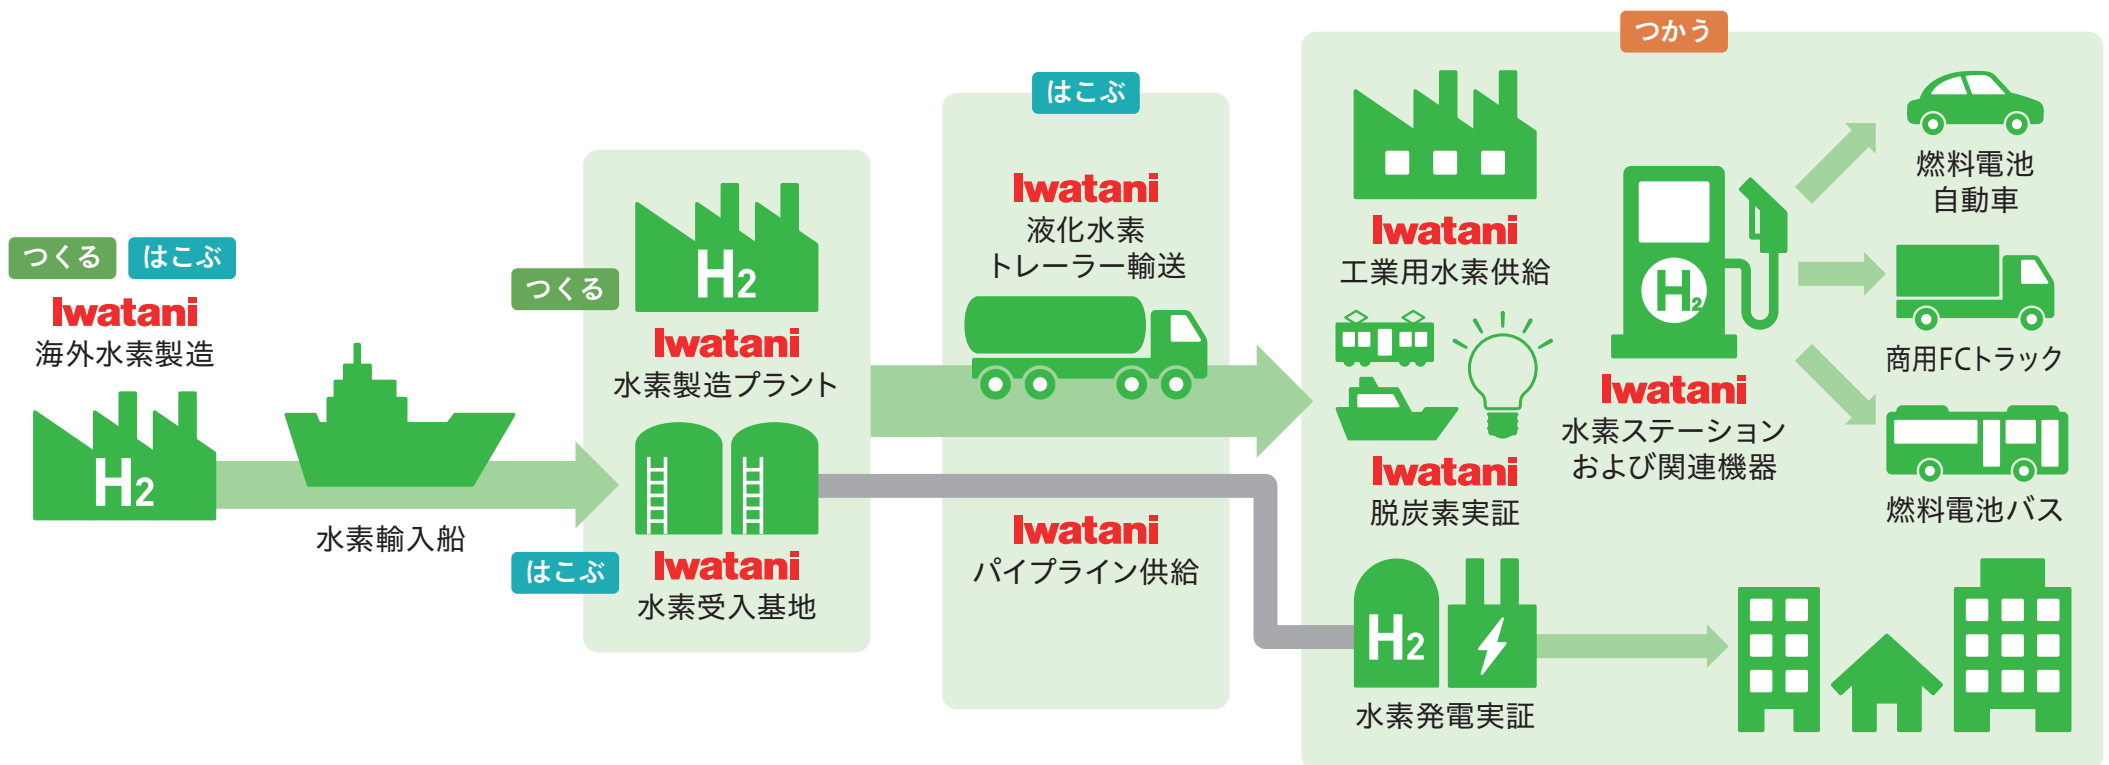 つくる
はこぶ
Iwatani
海外水素製造
H2
水素輸入船
つくる
H2
Iwatani
水素製造プラント
はこぶ
Iwatani
水素受入基地
はこぶ
Iwatani
液化水素
トレーラー輸送
Iwatani
パイプライン供給
つかう
Iwatani
工業用水素供給
Iwatani
脱炭素実証
H2
水素発電実証
H2
Iwatani
水素ステーション
および関連機器
燃料電池
自動車
商用FCトラック
燃料電池バス